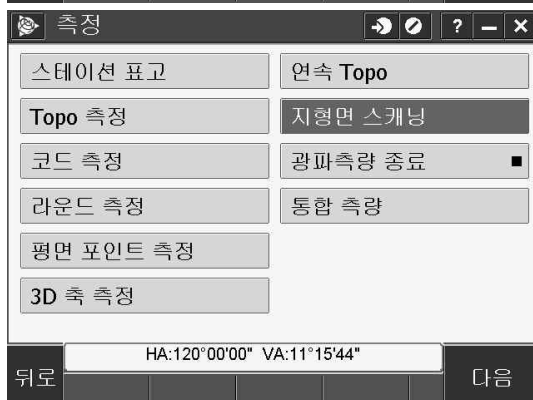 측정
? – ×
스테이션 표고
연속 Topo
Topo 측정
지형면 스캐닝
코드 측정
광파측량 종료
라운드 측정
통합 측량
평면 포인트 측정
3D 축 측정
HA:120°00'00" VA:11°15'44"
뒤로
다음